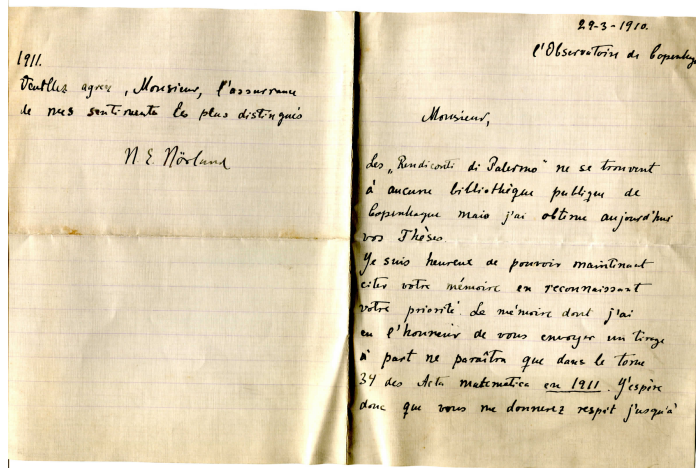 29-3-1910.
l'Observatoire de Copenhague
Monsieur,
Les „Rendiconti di Palermo" ne se trouvent
à aucune bibliothèque publique de
Copenhague mais j'ai obtenu aujourd'hui
vos Thèses.
Je suis heureux de pouvoir maintenant
citer votre mémoire en reconnaissant
votre priorité. Le mémoire dont j'ai
eu l'honneur de vous envoyer un tirage
à part ne paraîtra que dans le tome
34 des Acta matematica en 1911. J'espère
donc que vous me donnerez respit jusqu'à
1911.
Veuillez agréer, Monsieur, l'assurrance
de mes sentiments les plus distingués
N. E. Nörlund